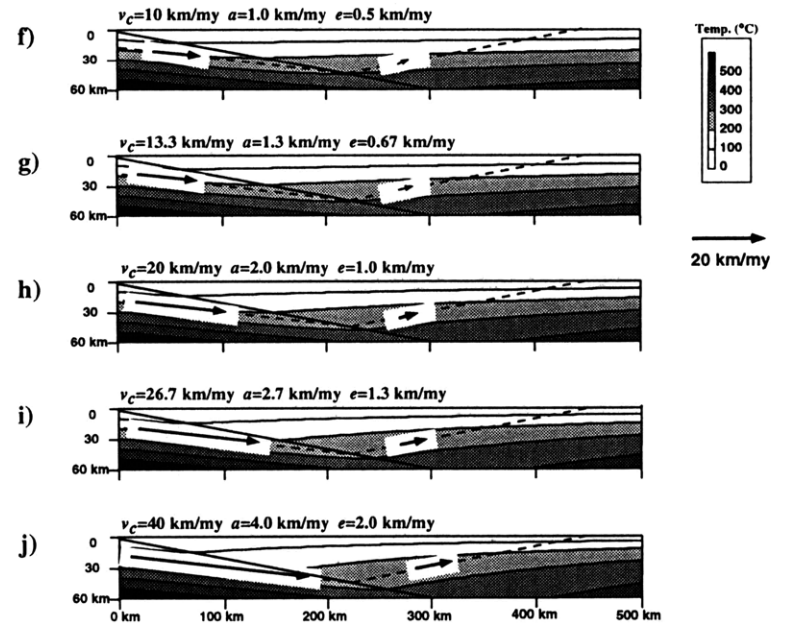 f)
vc=10 km/my a=1.0 km/my e=0.5 km/my
0
30
60 km
g)
vc=13.3 km/my a=1.3 km/my e=0.67 km/my
0
30
60 km
h)
vc=20 km/my a=2.0 km/my e=1.0 km/my
0
30
60 km
i)
vc=26.7 km/my a=2.7 km/my e=1.3 km/my
0
30
60 km
j)
vc=40 km/my a=4.0 km/my e=2.0 km/my
0
30
60 km
0 km 100 km 200 km 300 km 400 km 500 km
Temp. (°C)
500
400
300
200
100
0
20 km/my